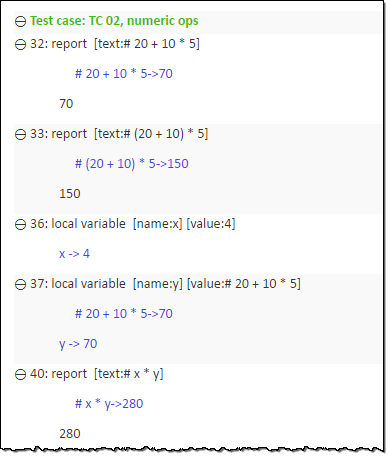 Test case: TC 02, numeric ops
32: report [text:# 20 + 10 * 5]
# 20 + 10 * 5->70
70
33: report [text:# (20 + 10) * 5]
# (20 + 10) * 5->150
150
36: local variable [name:x] [value:4]
x -> 4
37: local variable [name:y] [value:# 20 + 10 * 5]
# 20 + 10 * 5->70
y -> 70
40: report [text:# x * y]
# x * y->280
280